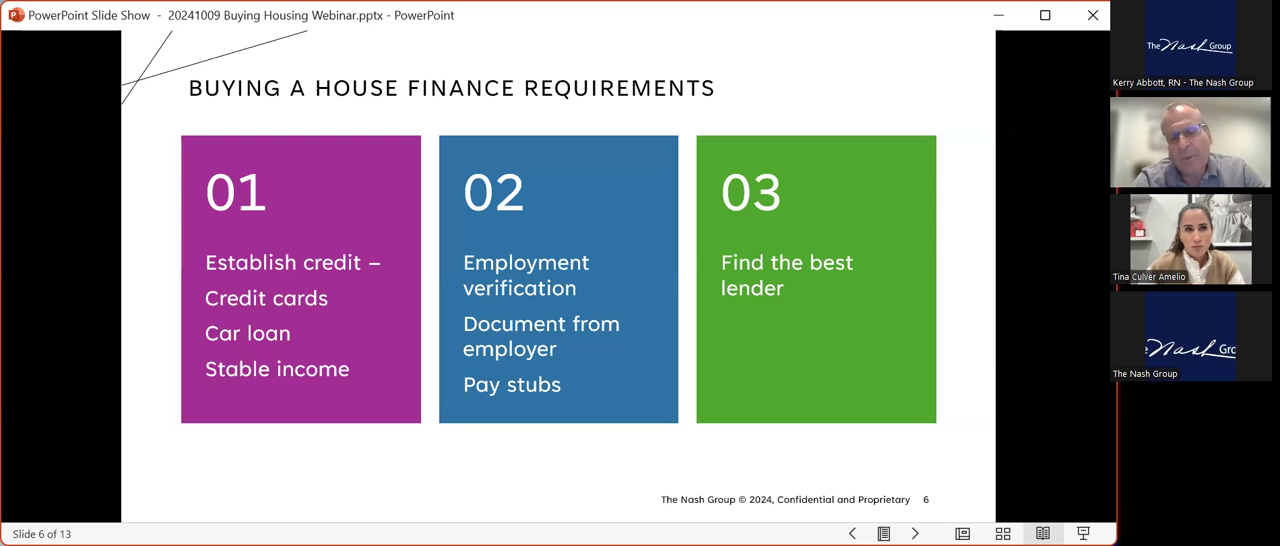 PowerPoint Slide Show - 20241009 Buying Housing Webinar.pptx - PowerPoint
BUYING A HOUSE FINANCE REQUIREMENTS
01
Establish credit –
Credit cards
Car loan
Stable income
02
Employment
verification
Document from
employer
Pay stubs
03
Find the best
lender
The Nash Group © 2024, Confidential and Proprietary 6
Slide 6 of 13
The Nash Group
Kerry Abbott, RN - The Nash Group
Tina Culver Amelio
e Nash Grc
The Nash Group